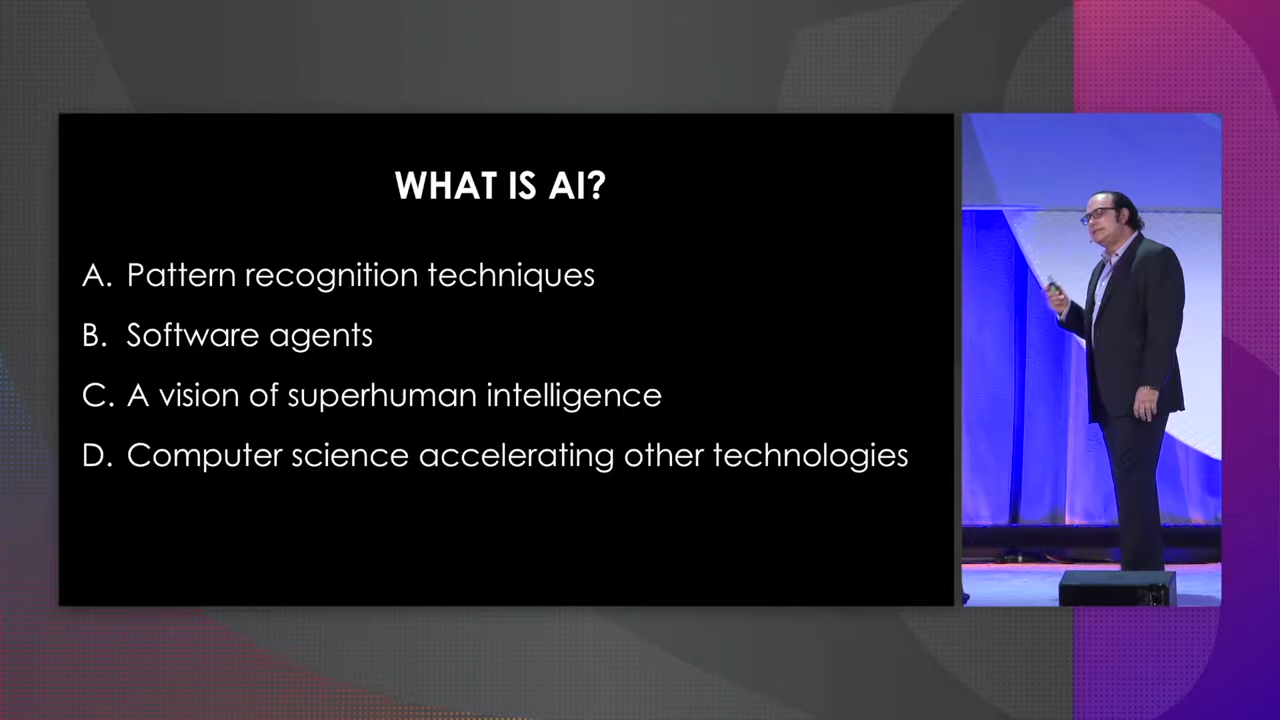 WHAT IS AI?
A. Pattern recognition techniques
B. Software agents
C. A vision of superhuman intelligence
D. Computer science accelerating other technologies